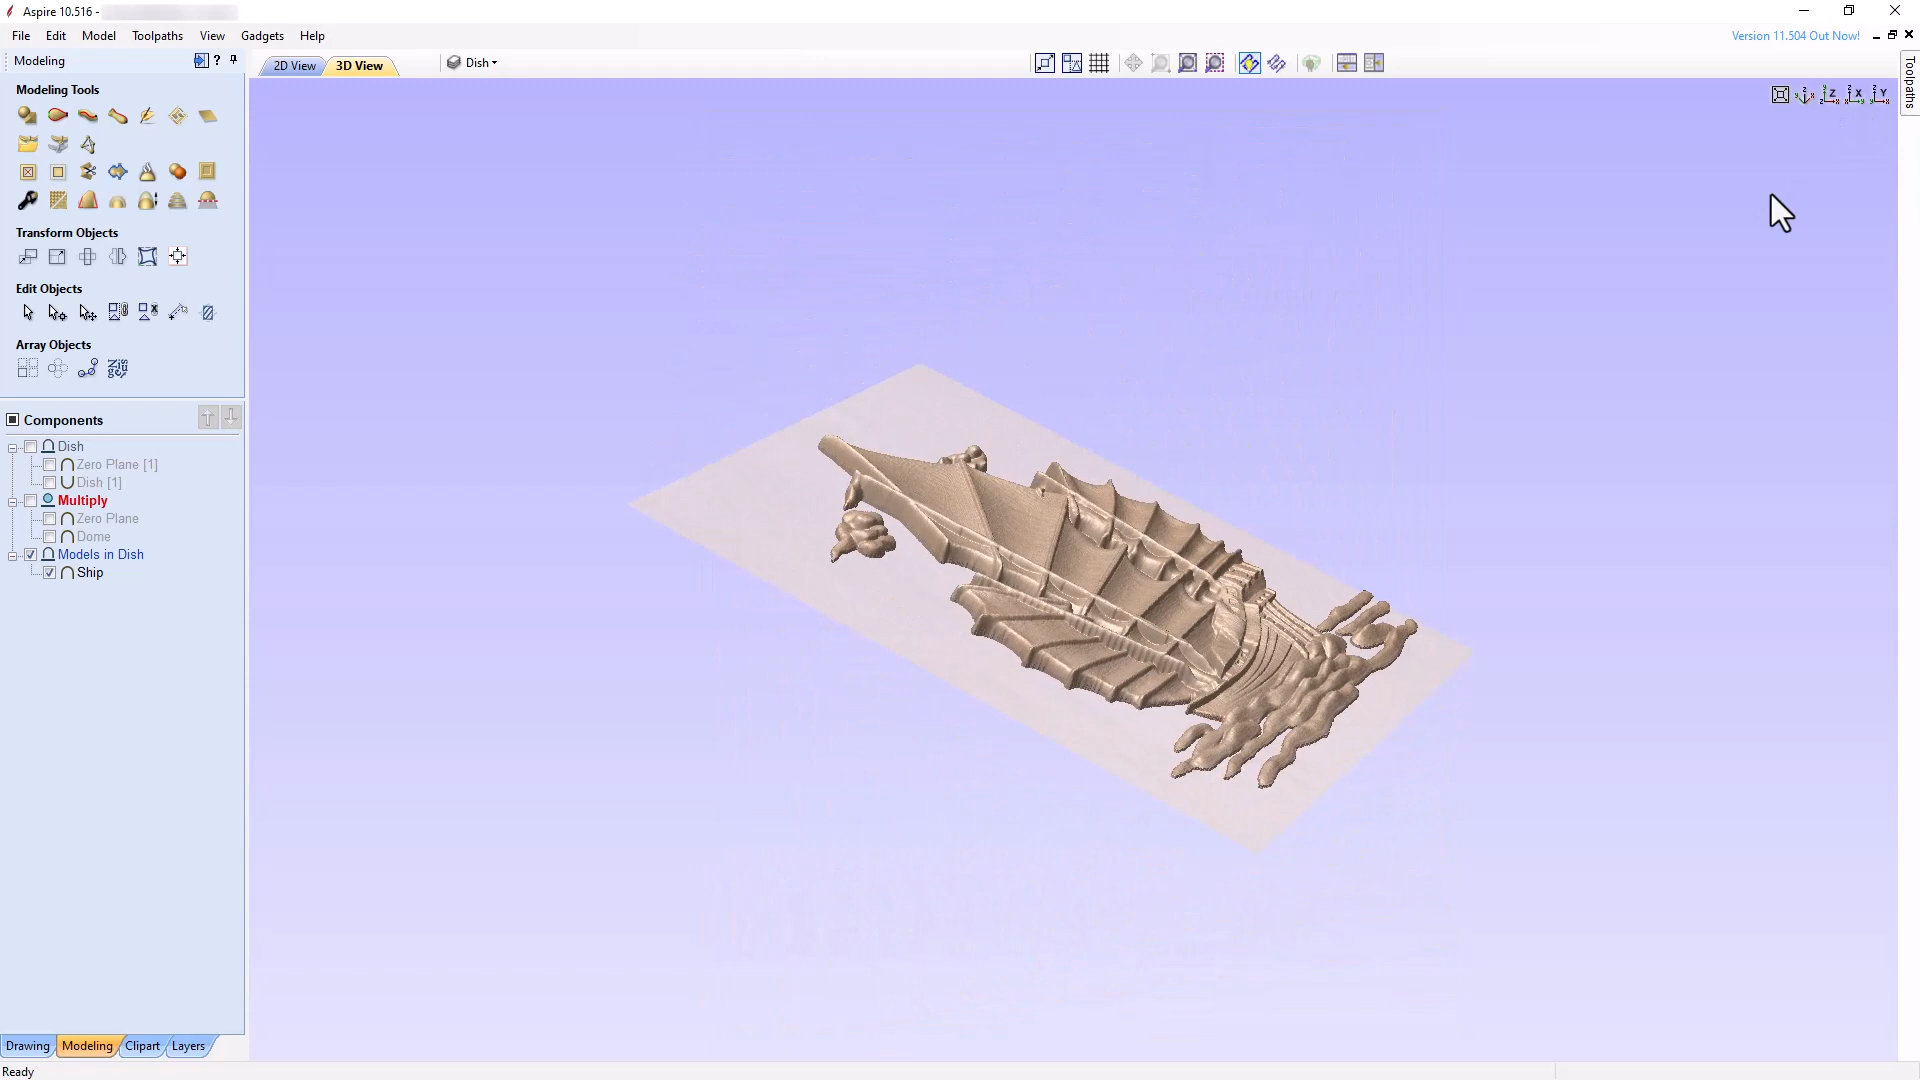 Aspire 10.516 -
File Edit Model Toolpaths View Gadgets Help
Version 11.504 Out Now!
Modeling
2D View
3D View
Dish
Toolpaths
Modeling Tools
Transform Objects
Edit Objects
Array Objects
Components
Dish
Zero Plane [1]
Dish [1]
Multiply
Zero Plane
Dome
Models in Dish
Ship
Drawing Modeling Clipart Layers
Ready